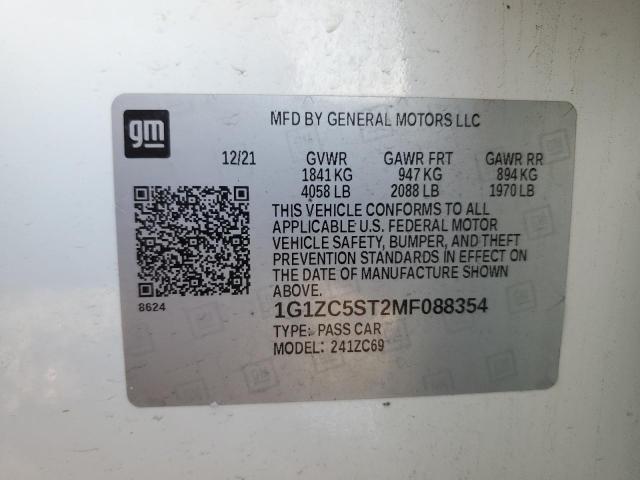 gm
MFD BY GENERAL MOTORS LLC
12/21 GVWR GAWR FRT GAWR RR
1841 KG 947 KG 894 KG
4058 LB 2088 LB 1970 LB
THIS VEHICLE CONFORMS TO ALL
APPLICABLE U.S. FEDERAL MOTOR
VEHICLE SAFETY, BUMPER, AND THEFT
PREVENTION STANDARDS IN EFFECT ON
THE DATE OF MANUFACTURE SHOWN
ABOVE.
8624
1G1ZC5ST2MF088354
TYPE: PASS CAR
MODEL: 241ZC69